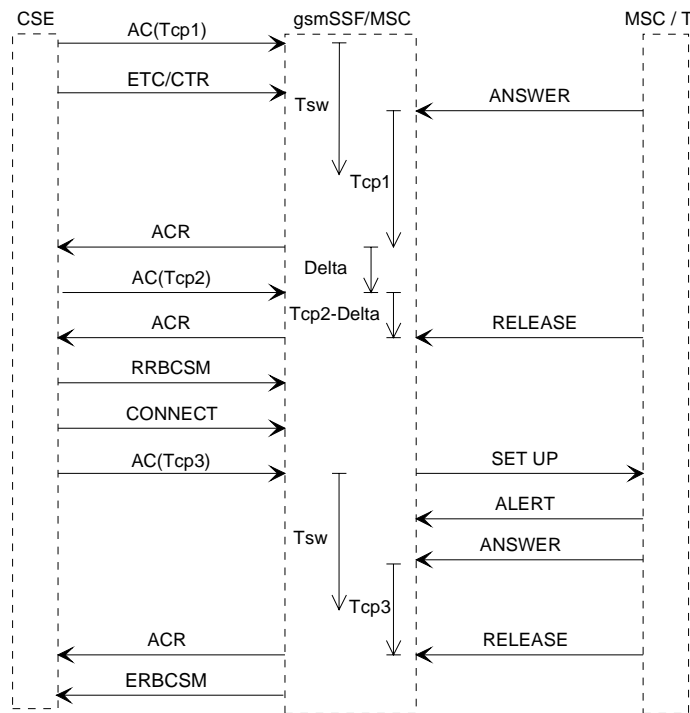 CSE gsmSSF/MSC MSC / T
AC(Tcp1)
ETC/CTR
Tsw
ANSWER
Tcp1
ACR
Delta
AC(Tcp2)
Tcp2-Delta
ACR
RELEASE
RRBCSM
CONNECT
AC(Tcp3)
SET UP
ALERT
Tsw
ANSWER
Tcp3
ACR
RELEASE
ERBCSM